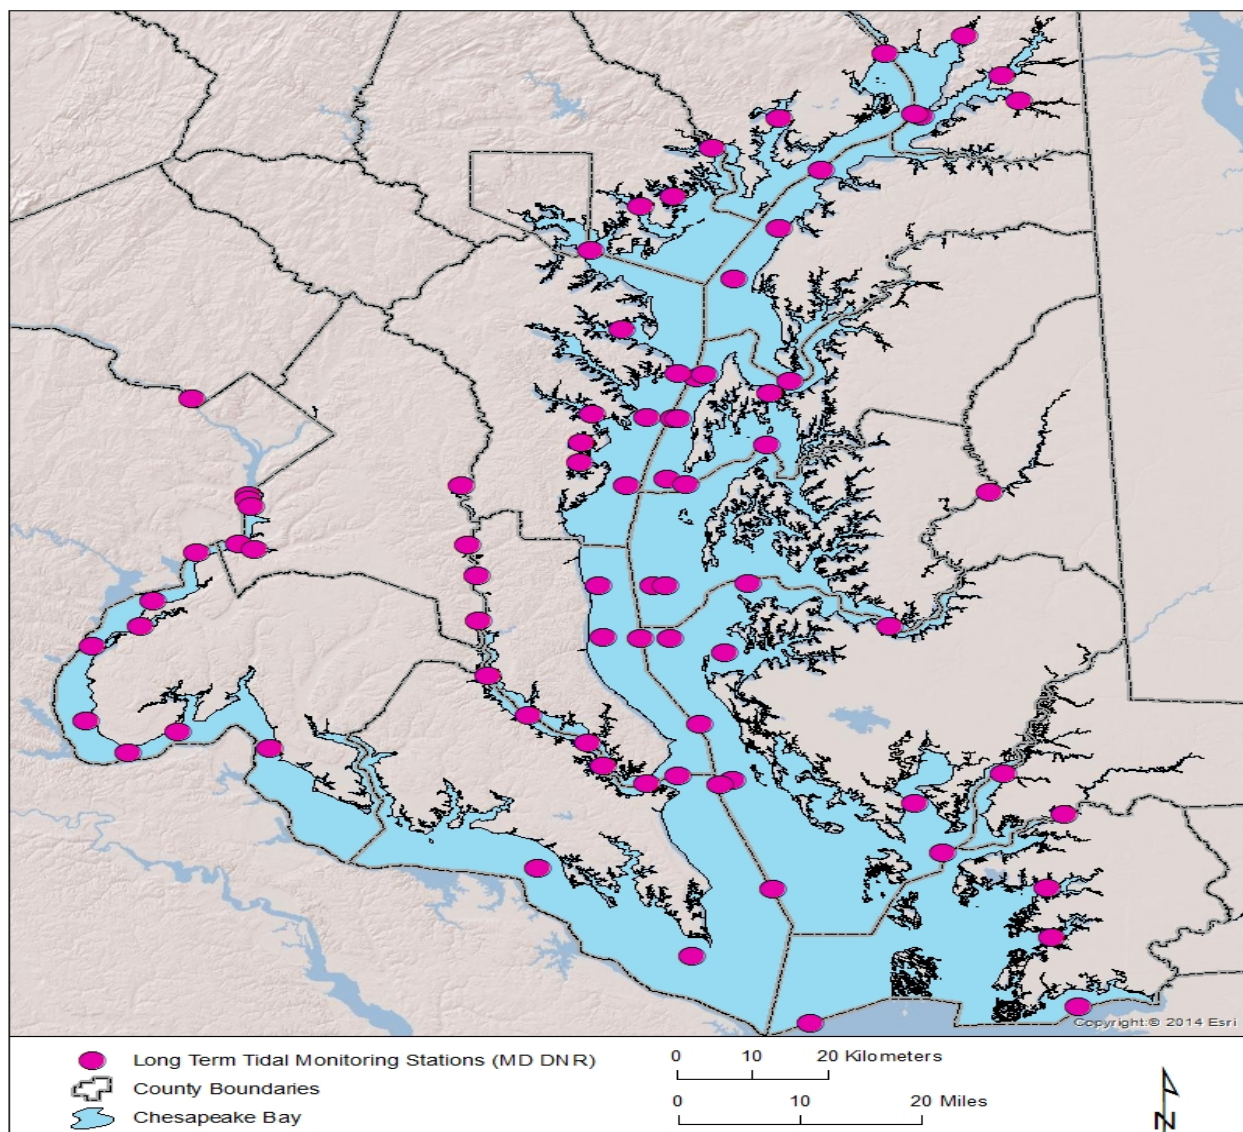 Copyright:© 2014 Esri
Long Term Tidal Monitoring Stations (MD DNR)
County Boundaries
Chesapeake Bay
0 10 20 Kilometers
0 10 20 Miles
N